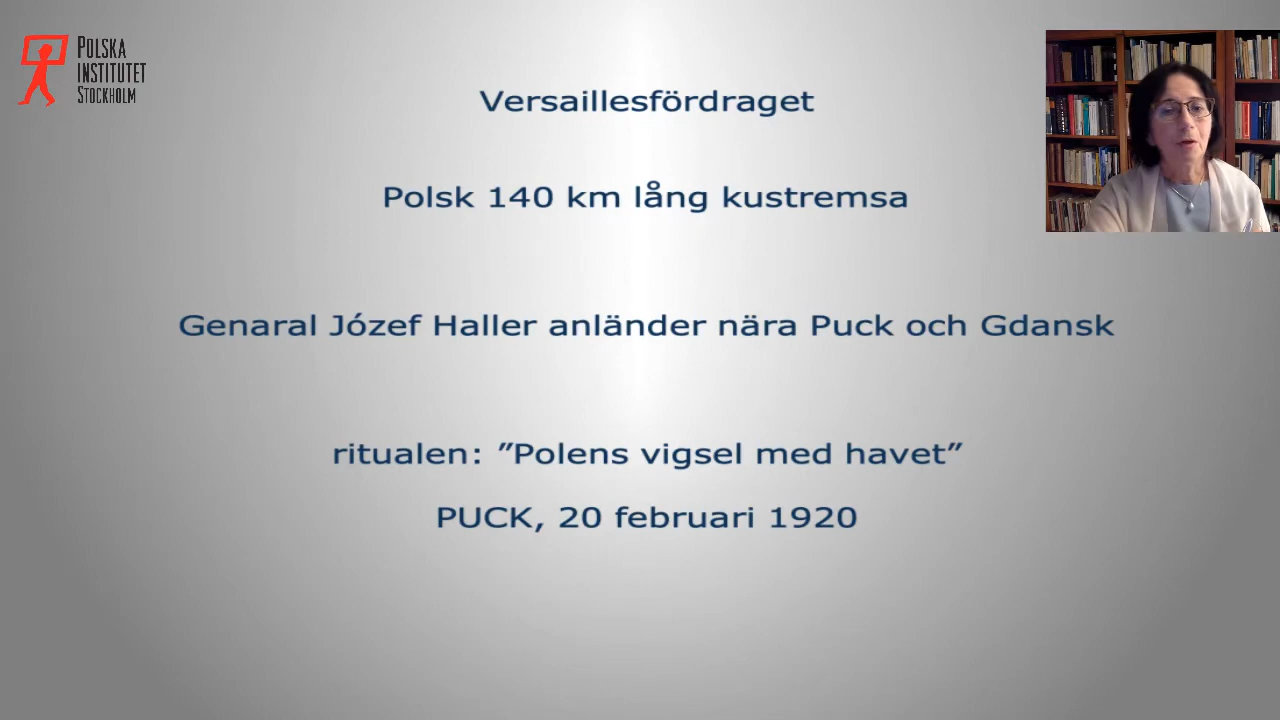 POLSKA
INSTITUTET
STOCKHOLM
Versaillesfördraget
Polsk 140 km lång kustremsa
Genaral Józef Haller anländer nära Puck och Gdansk
ritualen: ”Polens vigsel med havet”
PUCK, 20 februari 1920